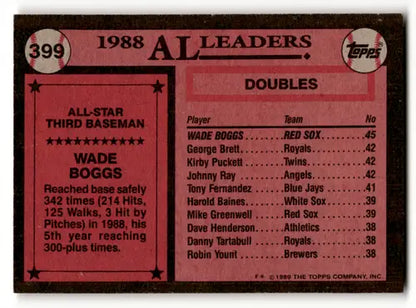 399
1988 AL LEADERS
Topps®
ALL-STAR
THIRD BASEMAN
WADE
BOGGS
Reached base safely
342 times (214 Hits,
125 Walks, 3 Hit by
Pitches) in 1988, his
5th year reaching
300-plus times.
DOUBLES
Player Team No
WADE BOGGS RED SOX 45
George Brett Royals 42
Kirby Puckett Twins 42
Johnny Ray Angels 42
Tony Fernandez Blue Jays 41
Harold Baines White Sox 39
Mike Greenwell Red Sox 39
Dave Henderson Athletics 38
Danny Tartabull Royals 38
Robin Yount Brewers 38
F* © 1989 THE TOPPS COMPANY, INC.